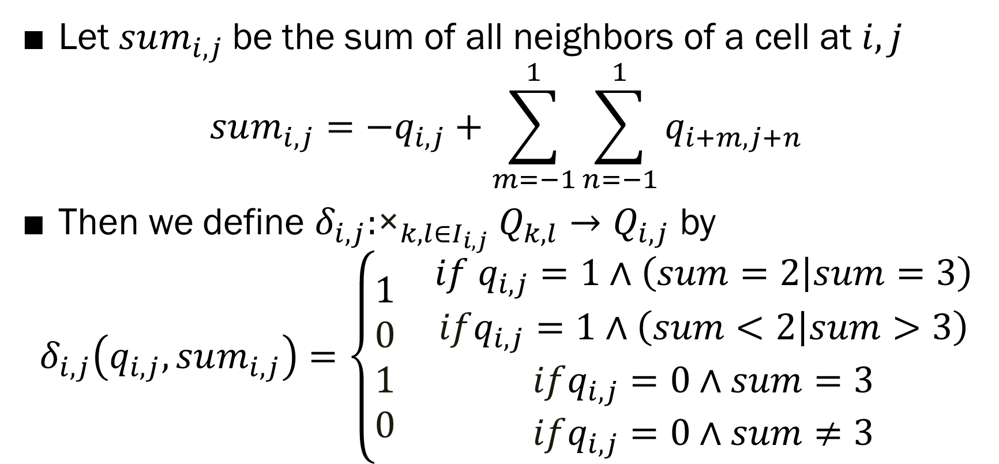 ■ Let $sum_{i,j}$ be the sum of all neighbors of a cell at $i, j$
$sum_{i,j} = -q_{i,j} + \sum_{m=-1}^{1} \sum_{n=-1}^{1} q_{i+m,j+n}$
■ Then we define $\delta_{i,j}: \times_{k,l \in I_{i,j}} Q_{k,l} \to Q_{i,j}$ by
$\delta_{i,j}(q_{i,j}, sum_{i,j}) = \begin{cases} 1 & if \ q_{i,j} = 1 \wedge (sum = 2 | sum = 3) \\ 0 & if q_{i,j} = 1 \wedge (sum < 2 | sum > 3) \\ 1 & if q_{i,j} = 0 \wedge sum = 3 \\ 0 & if q_{i,j} = 0 \wedge sum \neq 3 \end{cases}$